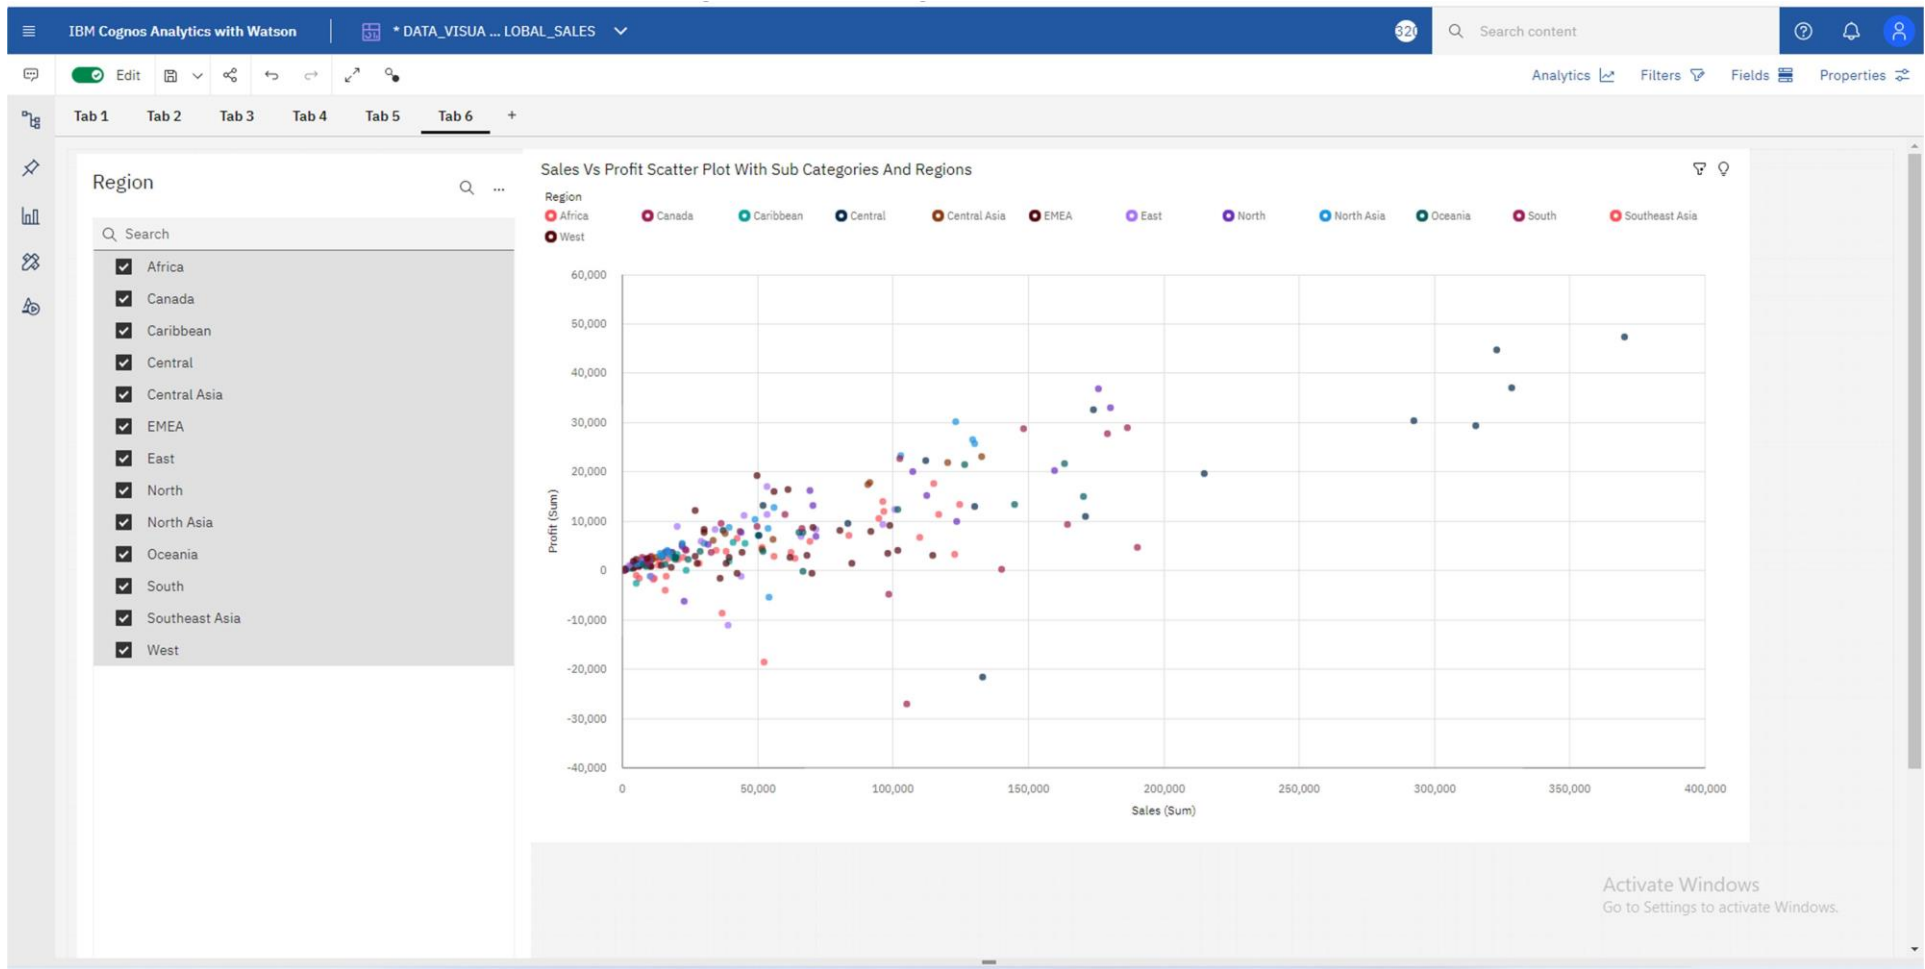 IBM Cognos Analytics with Watson
* DATA_VISUA ... LOBAL_SALES
Search content
Edit
Analytics
Filters
Fields
Properties
Tab 1 Tab 2 Tab 3 Tab 4 Tab 5 Tab 6 +
Region
...
Search
Africa
Canada
Caribbean
Central
Central Asia
EMEA
East
North
North Asia
Oceania
South
Southeast Asia
West
Sales Vs Profit Scatter Plot With Sub Categories And Regions
Region
Africa Canada Caribbean Central Central Asia EMEA East North North Asia Oceania South Southeast Asia
West
60,000
50,000
40,000
30,000
20,000
10,000
0
-10,000
-20,000
-30,000
-40,000
Profit (Sum)
0 50,000 100,000 150,000 200,000 250,000 300,000 350,000 400,000
Sales (Sum)
Activate Windows
Go to Settings to activate Windows.